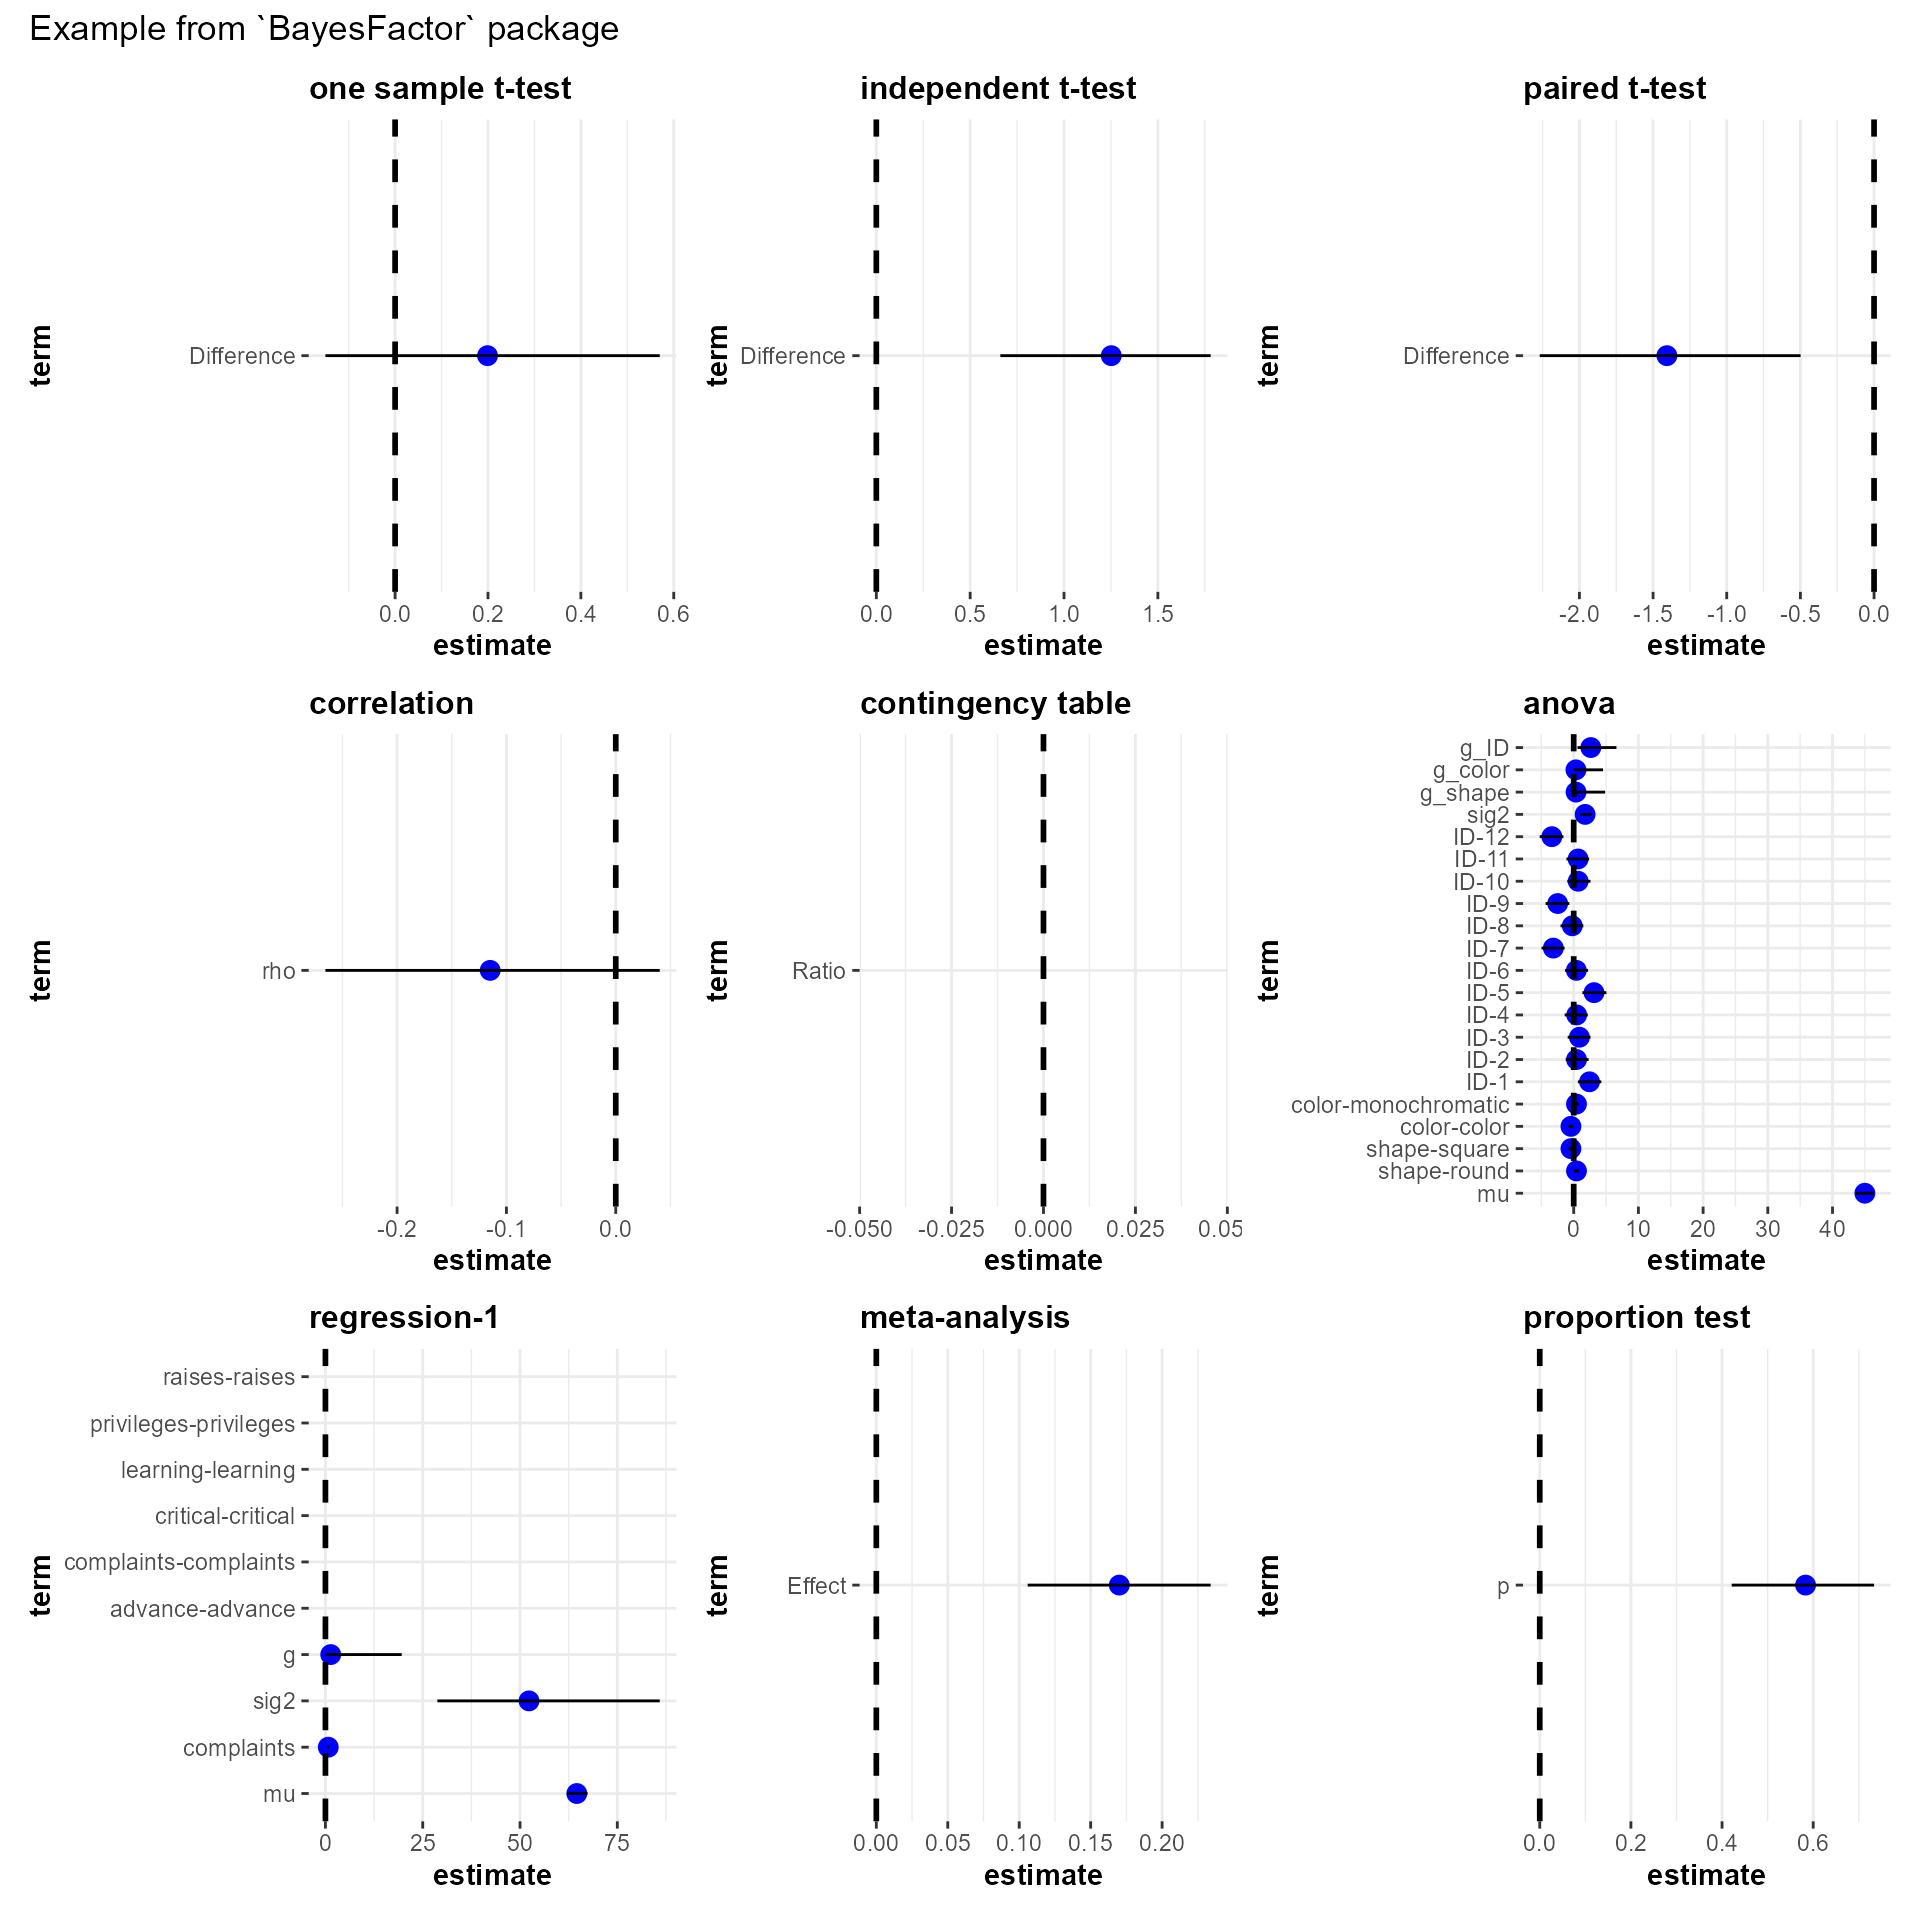 Example from `BayesFactor` package
one sample t-test
term
Difference
0.0 0.2 0.4 0.6
estimate
independent t-test
term
Difference
0.0 0.5 1.0 1.5
estimate
paired t-test
term
Difference
-2.0 -1.5 -1.0 -0.5 0.0
estimate
correlation
term
rho
-0.2 -0.1 0.0
estimate
contingency table
term
Ratio
-0.050 -0.025 0.000 0.025 0.05
estimate
anova
term
g_ID
g_color
g_shape
sig2
ID-12
ID-11
ID-10
ID-9
ID-8
ID-7
ID-6
ID-5
ID-4
ID-3
ID-2
ID-1
color-monochromatic
color-color
shape-square
shape-round
mu
0 10 20 30 40
estimate
regression-1
term
raises-raises
privileges-privileges
learning-learning
critical-critical
complaints-complaints
advance-advance
g
sig2
complaints
mu
0 25 50 75
estimate
meta-analysis
term
Effect
0.00 0.05 0.10 0.15 0.20
estimate
proportion test
term
p
0.0 0.2 0.4 0.6
estimate